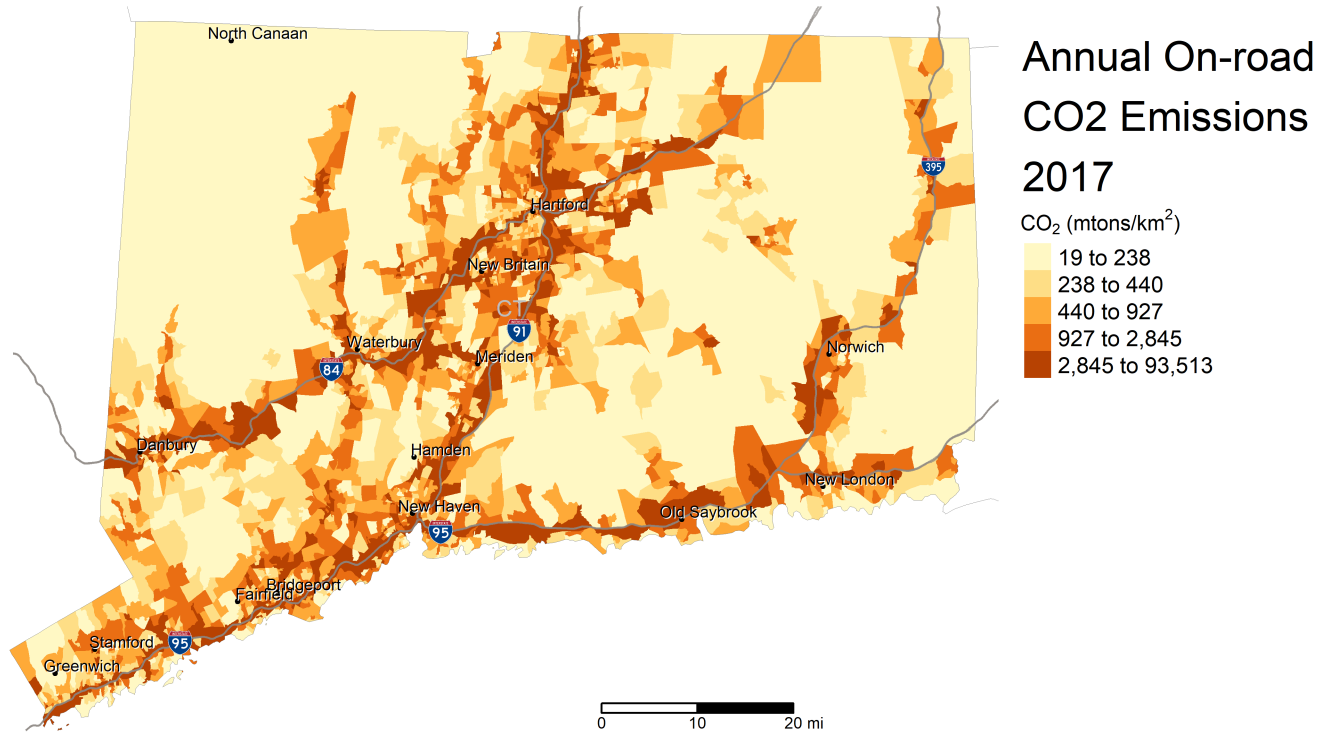 North Canaan
Annual On-road
CO2 Emissions
2017
395
CO₂ (mtons/km²)
19 to 238
238 to 440
440 to 927
927 to 2,845
2,845 to 93,513
Hartford
New Britain
CT
91
Waterbury
Meriden
84
Norwich
Danbury
Hamden
New London
New Haven
Old Saybrook
95
Bridgeport
Fairfield
Stamford
95
Greenwich
0 10 20 mi